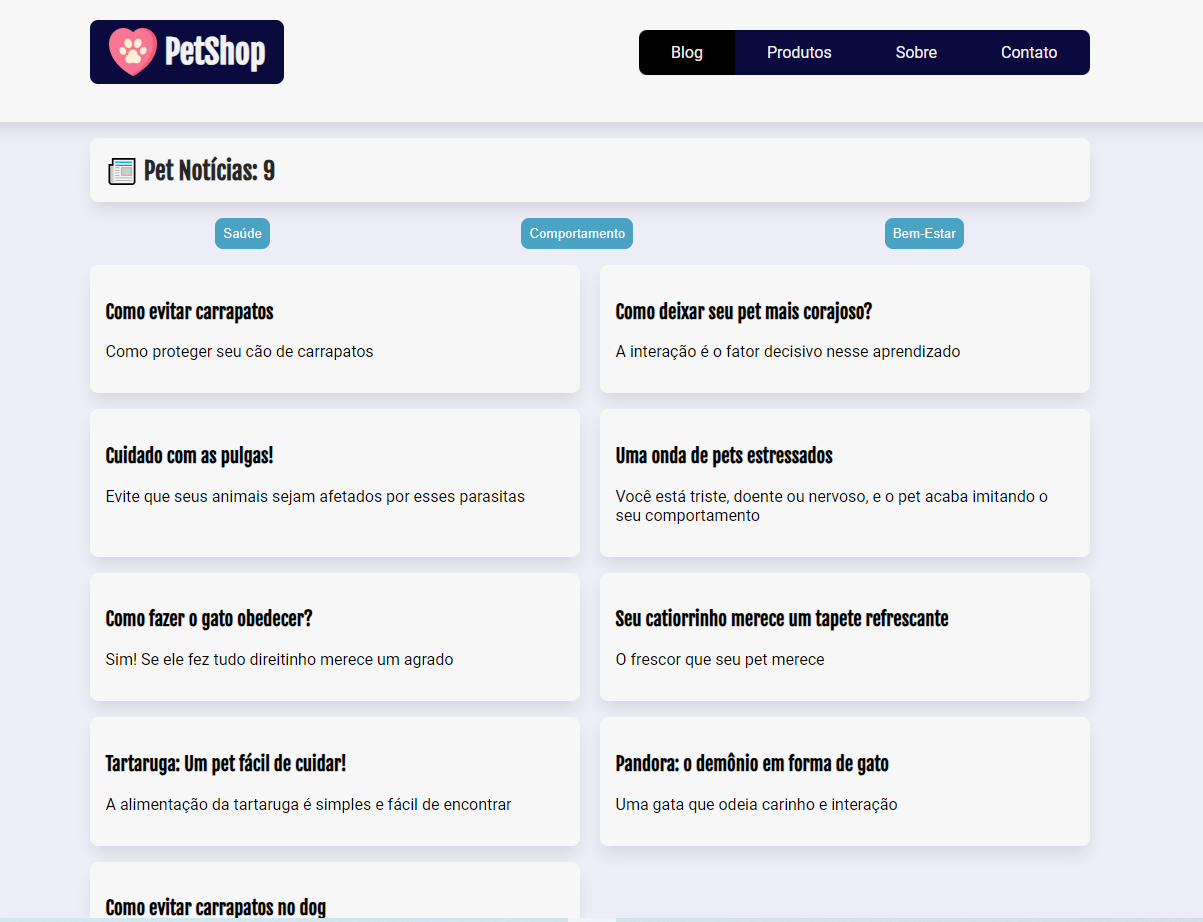 PetShop
Blog
Produtos
Sobre
Contato
Pet Notícias: 9
Saúde
Comportamento
Bem-Estar
Como evitar carrapatos
Como proteger seu cão de carrapatos
Como deixar seu pet mais corajoso?
A interação é o fator decisivo nesse aprendizado
Cuidado com as pulgas!
Evite que seus animais sejam afetados por esses parasitas
Uma onda de pets estressados
Você está triste, doente ou nervoso, e o pet acaba imitando o
seu comportamento
Como fazer o gato obedecer?
Sim! Se ele fez tudo direitinho merece um agrado
Seu catiorrinho merece um tapete refrescante
O frescor que seu pet merece
Tartaruga: Um pet fácil de cuidar!
A alimentação da tartaruga é simples e fácil de encontrar
Pandora: o demônio em forma de gato
Uma gata que odeia carinho e interação
Como evitar carrapatos no dog